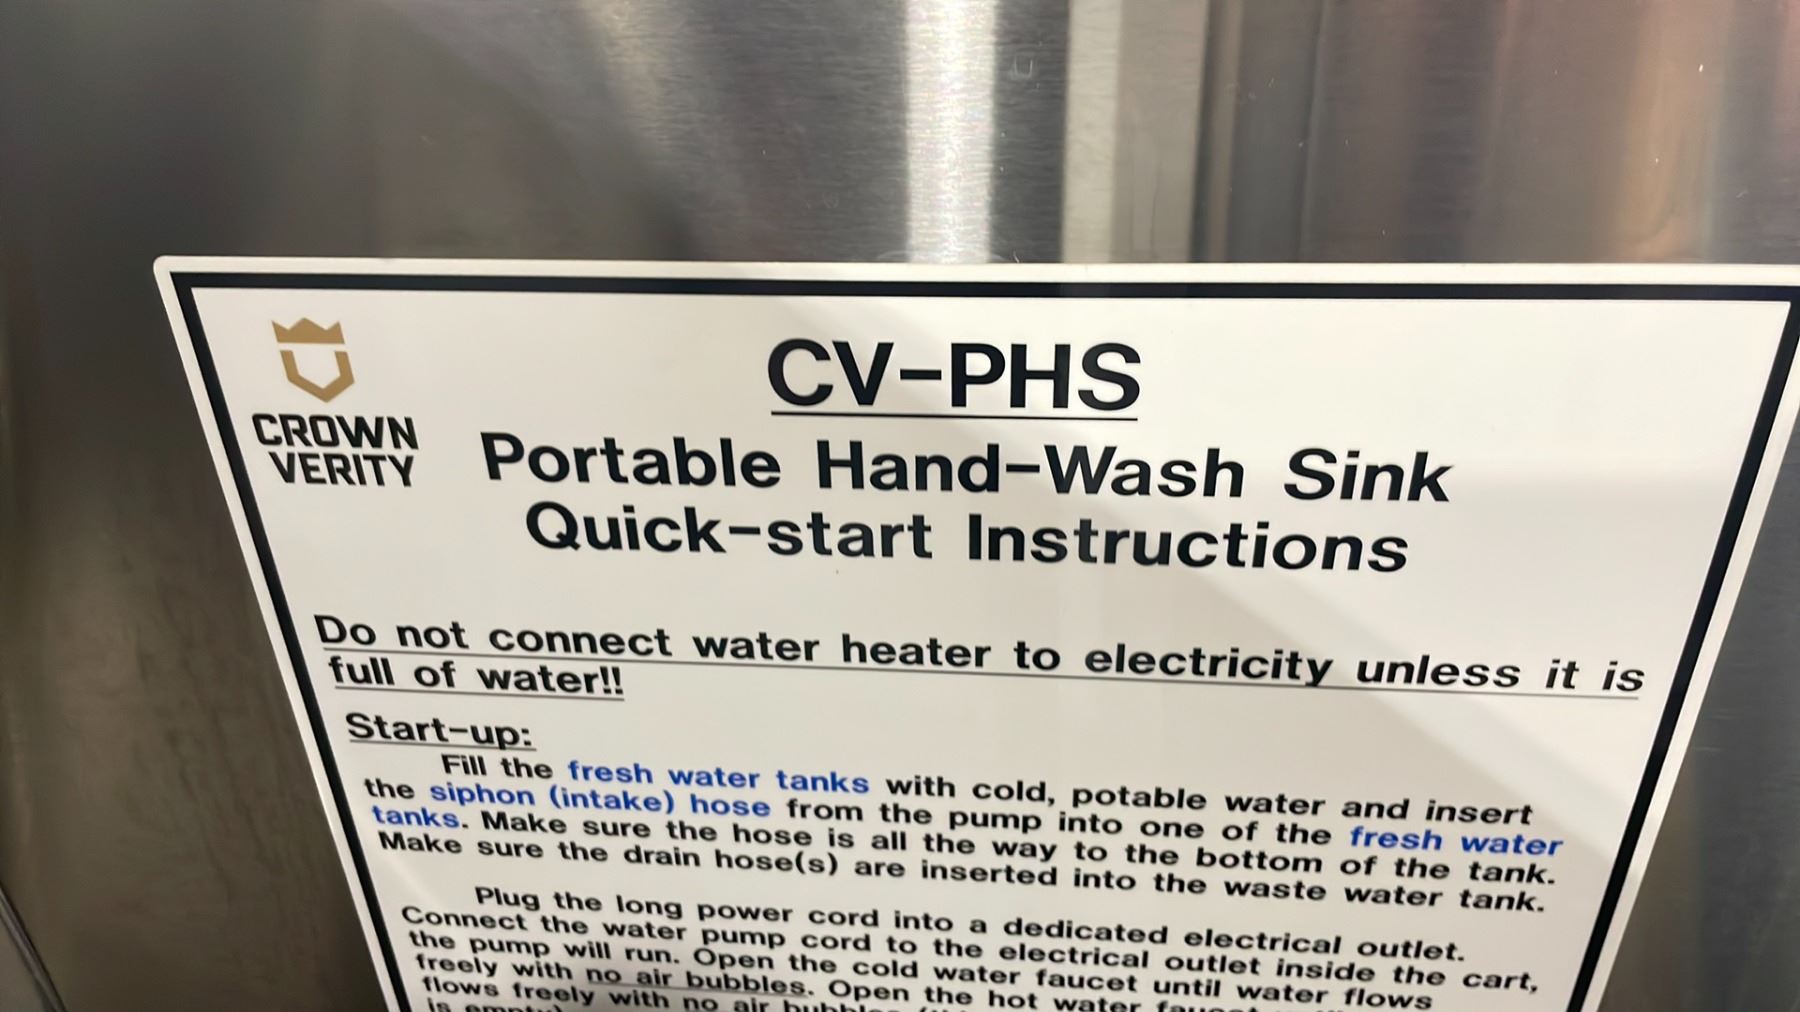 CROWN
VERITY
CV-PHS
Portable Hand-Wash Sink
Quick-start Instructions
Do not connect water heater to electricity unless it is
full of water!!
Start-up:
Fill the fresh water tanks with cold, potable water and insert
the siphon (intake) hose from the pump into one of the fresh water
tanks. Make sure the hose is all the way to the bottom of the tank.
Make sure the drain hose(s) are inserted into the waste water tank.
Plug the long power cord into a dedicated electrical outlet.
Connect the water pump cord to the electrical outlet inside the cart,
the pump will run. Open the cold water faucet until water flows
freely with no air bubbles. Open the hot water
flows freely with no air
is